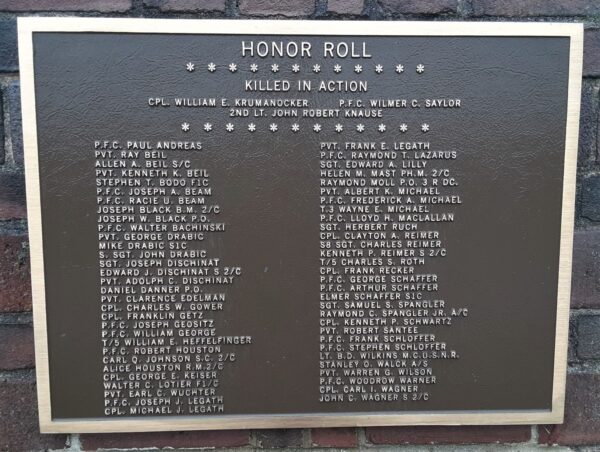 HONOR ROLL
* * * * * * * * * * * *
KILLED IN ACTION
CPL. WILLIAM E. KRUMANOCKER P.F.C. WILMER C. SAYLOR
2ND LT. JOHN ROBERT KNAUSE
* * * * * * * * * * * *
P.F.C. PAUL ANDREAS
PVT. RAY BEIL
ALLEN A. BEIL S/C
PVT. KENNETH K. BEIL
STEPHEN T. BODO F1C
P.F.C. JOSEPH A. BEAM
P.F.C. RACIE U. BEAM
JOSEPH BLACK B.M. 2/C
JOSEPH W. BLACK P.O.
P.F.C. WALTER BACHINSKI
PVT. GEORGE DRABIC
MIKE DRABIC S1C
S. SGT. JOHN DRABIC
SGT. JOSEPH DISCHINAT
EDWARD J. DISCHINAT S 2/C
PVT. ADOLPH C. DISCHINAT
DANIEL DANNER P.O.
PVT. CLARENCE EDELMAN
CPL. CHARLES W. GOWER
CPL. FRANKLIN GETZ
P.F.C. JOSEPH GEOSITZ
P.F.C. WILLIAM GEORGE
T/5 WILLIAM E. HEFFELFINGER
P.F.C. ROBERT HOUSTON
CARL Q. JOHNSON S.C. 2/C
ALICE HOUSTON R.M. 2/C
CPL. GEORGE E. KEISER
WALTER C. LOTIER F1/C
PVT. EARL C. WUCHTER
P.F.C. JOSEPH J. LEGATH
CPL. MICHAEL J. LEGATH
PVT. FRANK E. LEGATH
P.F.C. RAYMOND T. LAZARUS
SGT. EDWARD A. LILLY
HELEN M. MAST PH.M. 2/C
RAYMOND MOLL P.O. 3 R DC.
PVT. ALBERT K. MICHAEL
P.F.C. FREDERICK A. MICHAEL
T.3 WAYNE E. MICHAEL
P.F.C. LLOYD H. MACLALLAN
SGT. HERBERT RUCH
CPL. CLAYTON A. REIMER
S8 SGT. CHARLES REIMER
KENNETH P. REIMER S 2/C
T/5 CHARLES S. ROTH
CPL. FRANK RECKER
P.F.C. GEORGE SCHAFFER
P.F.C. ARTHUR SCHAFFER
ELMER SCHAFFER S1C
SGT. SAMUEL S. SPANGLER
RAYMOND C. SPANGLER JR. A/C
CPL. KENNETH P. SCHWARTZ
PVT. ROBERT SANTEE
P.F.C. FRANK SCHLOFFER
P.F.C. STEPHEN SCHLOFFER
LT. B.D. WILKINS M.C.U.S.N.R.
STANLEY O. WALCK A/S
PVT. WARREN G. WILSON
P.F.C. WOODROW WARNER
CPL. CARL I. WAGNER
JOHN C. WAGNER S 2/C